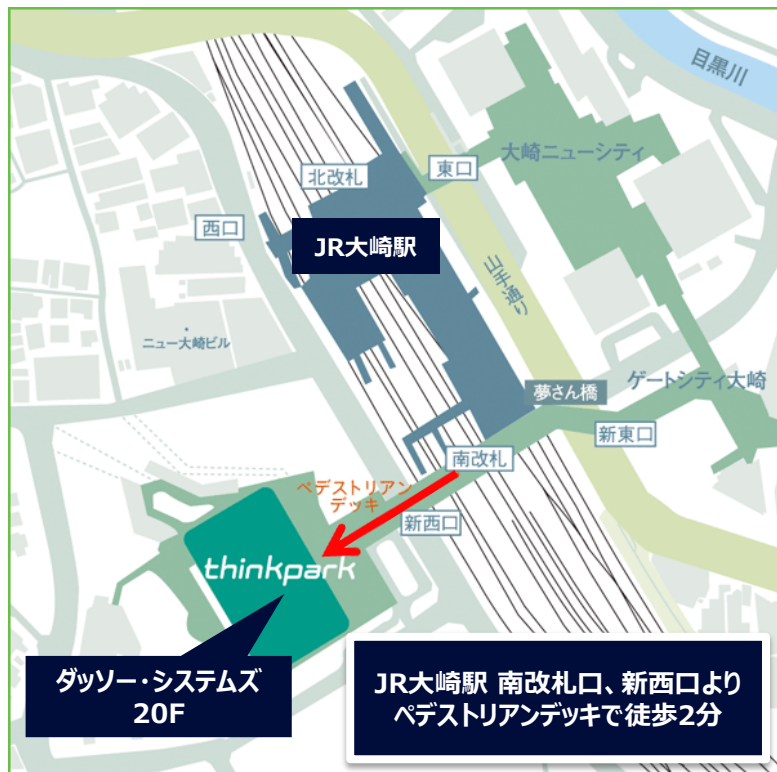 目黒川
大崎ニューシティ
東口
北改札
西口
JR大崎駅
山手通り
ニュー大崎ビル
ゲートシティ大崎
夢さん橋
新東口
南改札
ペデストリアン
デッキ
新西口
thinkpark
ダッソー・システムズ
20F
JR大崎駅 南改札口、新西口より
ペデストリアンデッキで徒歩2分